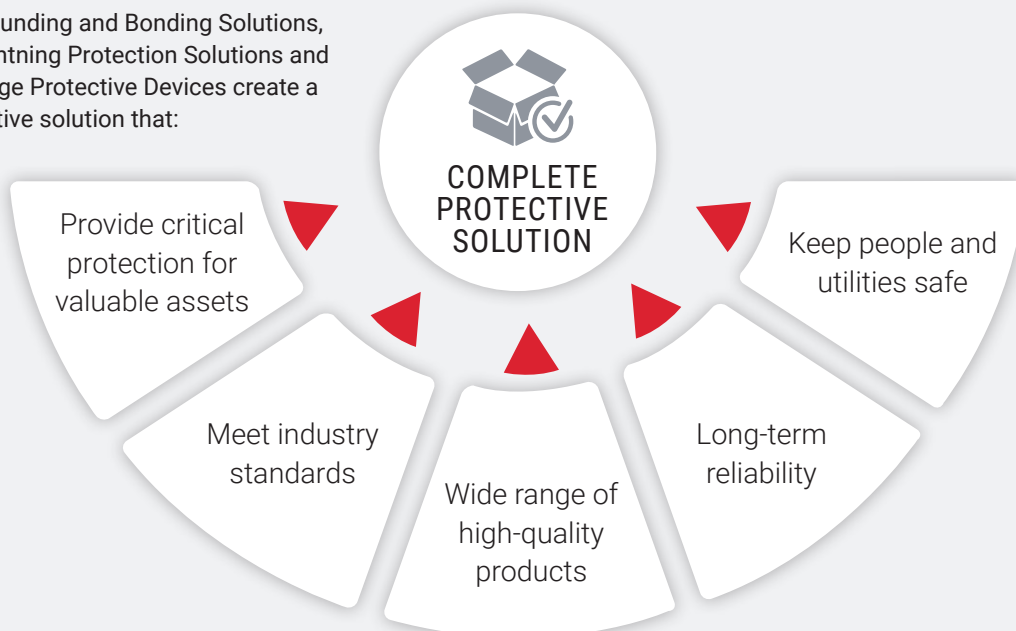 unding and Bonding Solutions,
ntning Protection Solutions and
ge Protective Devices create a
tive solution that:
COMPLETE
PROTECTIVE
SOLUTION
Provide critical
protection for
valuable assets
Meet industry
standards
Wide range of
high-quality
products
Long-term
reliability
Keep people and
utilities safe